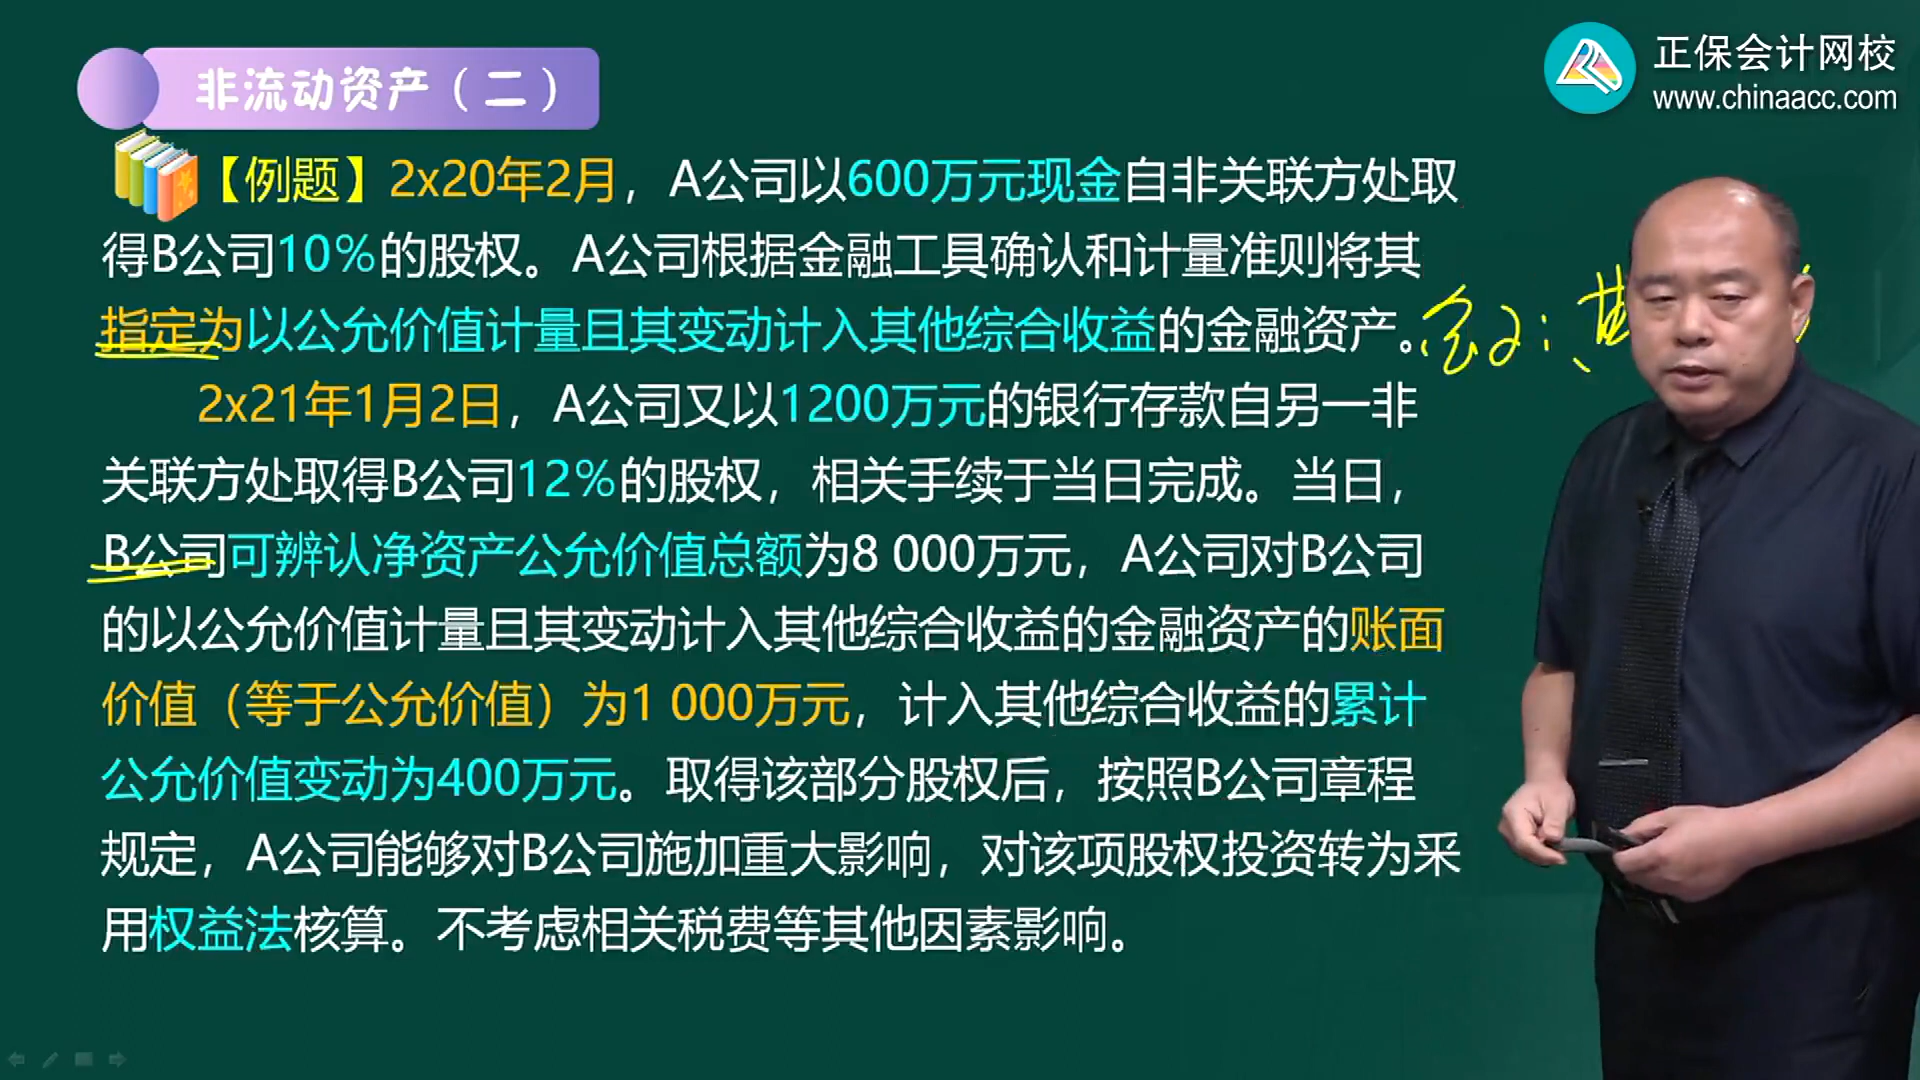 正保会计网校
www.chinaacc.com
非流动资产（二）
【例题】2x20年2月，A公司以600万元现金自非关联方处取
得B公司10%的股权。A公司根据金融工具确认和计量准则将其
指定为以公允价值计量且其变动计入其他综合收益的金融资产。
2x21年1月2日，A公司又以1200万元的银行存款自另一非
关联方处取得B公司12%的股权，相关手续于当日完成。当日，
B公司可辨认净资产公允价值总额为8 000万元，A公司对B公司
的以公允价值计量且其变动计入其他综合收益的金融资产的账面
价值（等于公允价值）为1 000万元，计入其他综合收益的累计
公允价值变动为400万元。取得该部分股权后，按照B公司章程
规定，A公司能够对B公司施加重大影响，对该项股权投资转为采
用权益法核算。不考虑相关税费等其他因素影响。